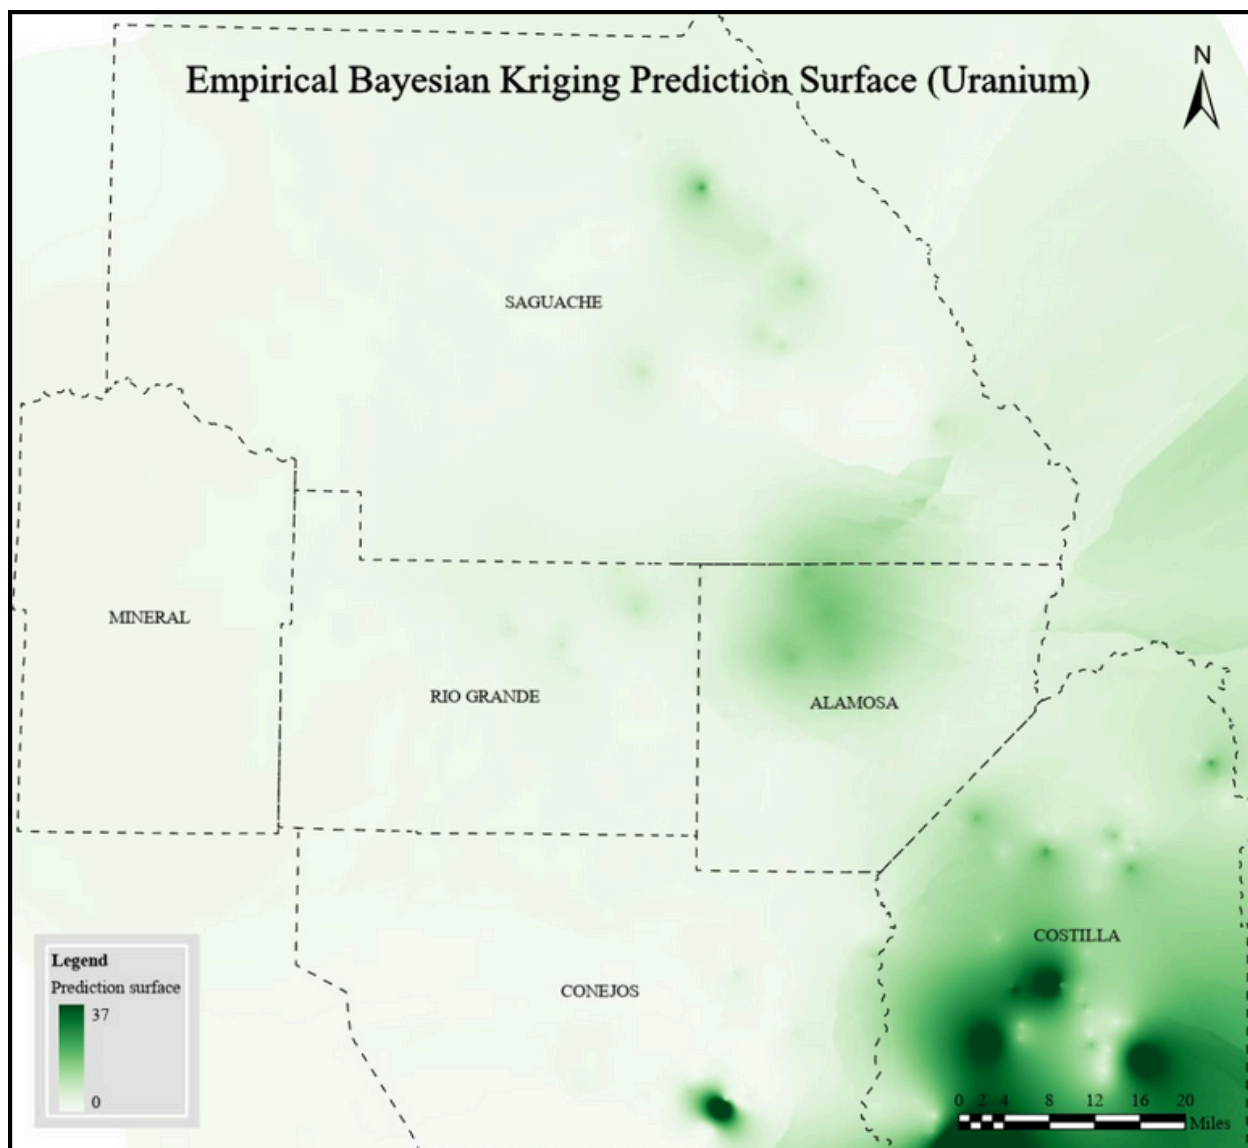 N
Empirical Bayesian Kriging Prediction Surface (Uranium)
SAGUACHE
MINERAL
RIO GRANDE
ALAMOSA
COSTILLA
CONEJOS
Legend
Prediction surface
37
0
0 2 4 8 12 16 20
Miles